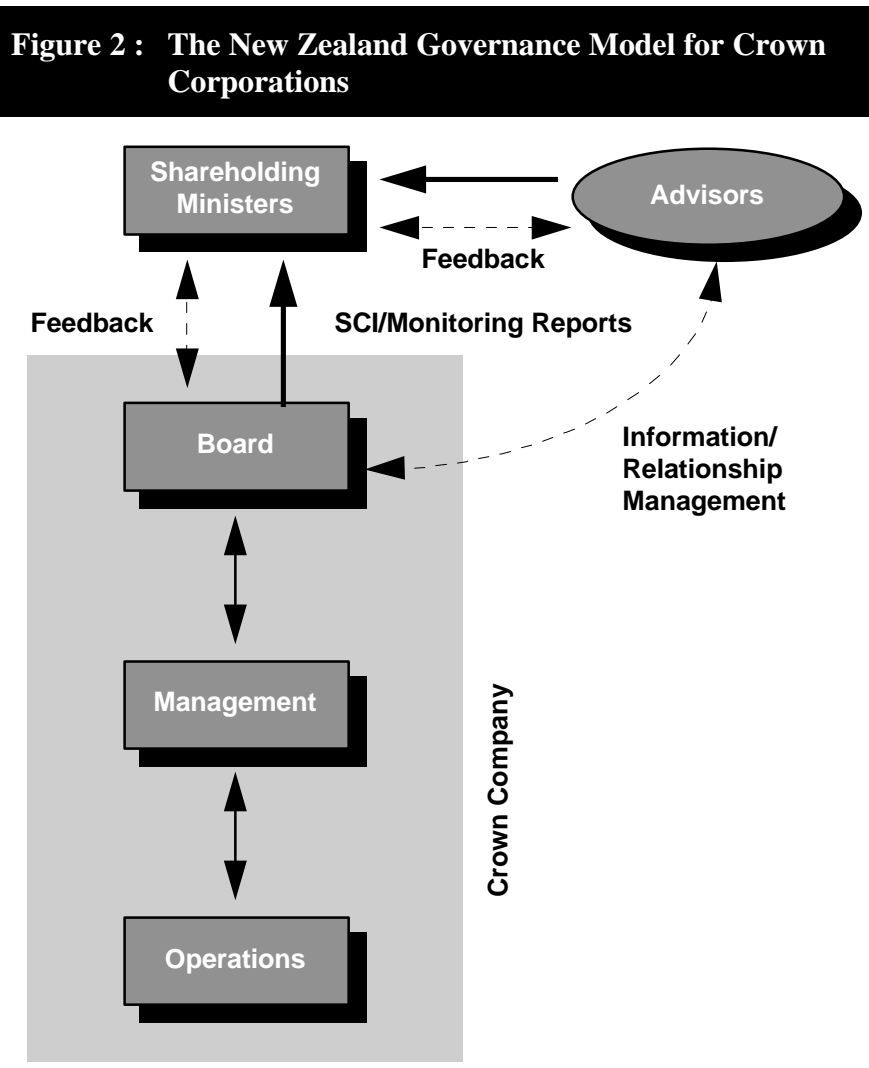 Figure 2 : The New Zealand Governance Model for Crown
Corporations
Shareholding
Ministers
Advisors
Feedback
Feedback
SCI/Monitoring Reports
Board
Information/
Relationship
Management
Management
Crown Company
Operations